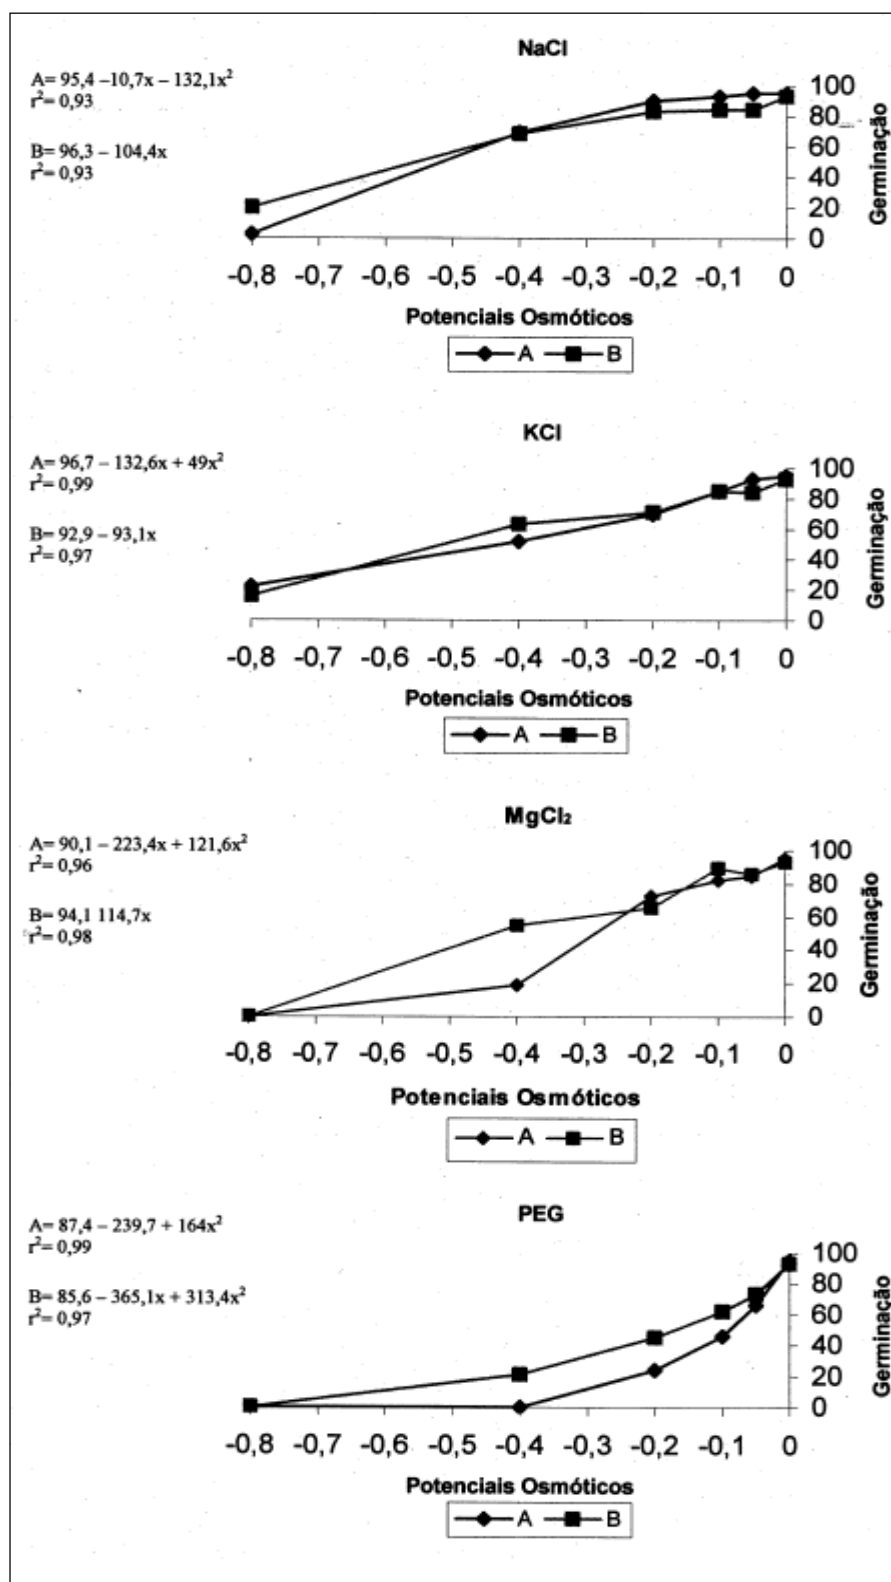 NaCl
A= 95,4 –10,7x – 132,1x²
r²= 0,93
B= 96,3 – 104,4x
r²= 0,93
100
80
60
40
20
0
Germinação
-0,8 -0,7 -0,6 -0,5 -0,4 -0,3 -0,2 -0,1 0
Potenciais Osmóticos
A B
KCl
A= 96,7 – 132,6x + 49x²
r²= 0,99
B= 92,9 – 93,1x
r²= 0,97
100
80
60
40
20
0
Germinação
-0,8 -0,7 -0,6 -0,5 -0,4 -0,3 -0,2 -0,1 0
Potenciais Osmóticos
A B
MgCl₂
A= 90,1 – 223,4x + 121,6x²
r²= 0,96
B= 94,1 114,7x
r²= 0,98
100
80
60
40
20
0
Germinação
-0,8 -0,7 -0,6 -0,5 -0,4 -0,3 -0,2 -0,1 0
Potenciais Osmóticos
A B
PEG
A= 87,4 – 239,7 + 164x²
r²= 0,99
B= 85,6 – 365,1x + 313,4x²
r²= 0,97
100
80
60
40
20
0
Germinação
-0,8 -0,7 -0,6 -0,5 -0,4 -0,3 -0,2 -0,1 0
Potenciais Osmóticos
A B